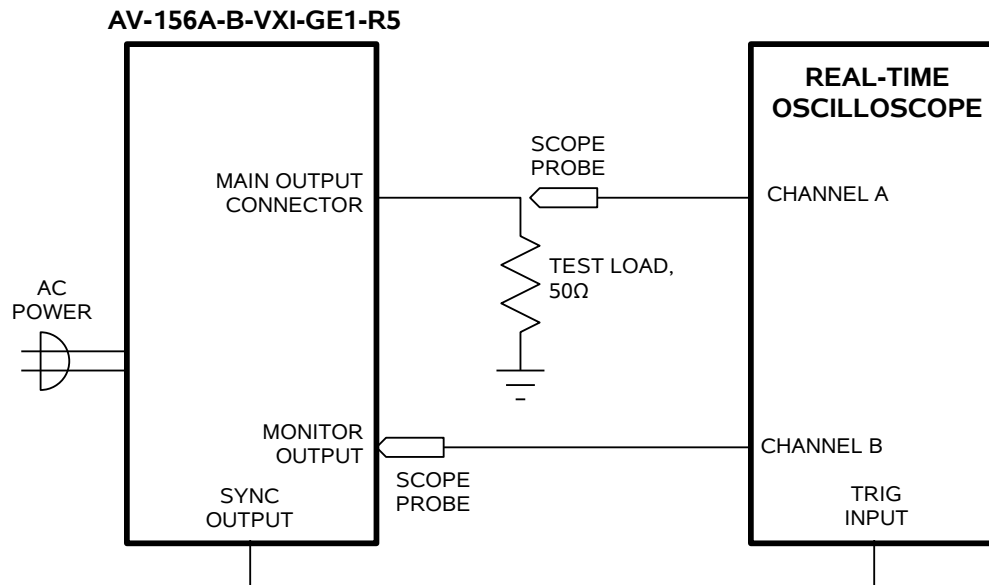 AV-156A-B-VXI-GE1-R5
REAL-TIME
OSCILLOSCOPE
SCOPE
PROBE
MAIN OUTPUT
CONNECTOR
CHANNEL A
TEST LOAD,
50Ω
AC
POWER
MONITOR
OUTPUT
CHANNEL B
SCOPE
PROBE
SYNC
OUTPUT
TRIG
INPUT